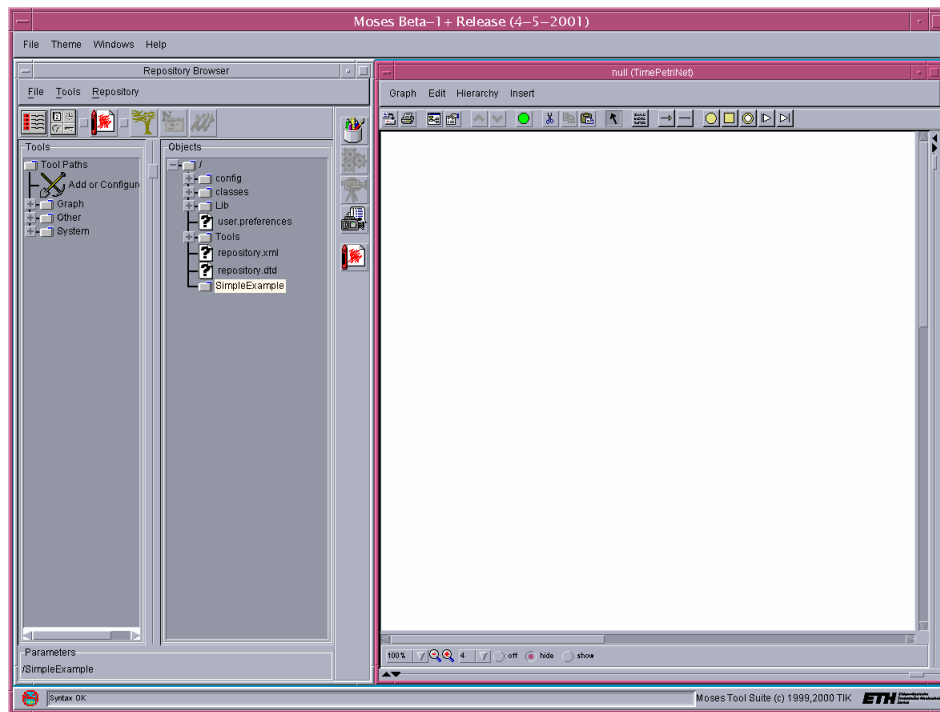 Moses Beta–1+ Release (4–5–2001)
File Theme Windows Help
Repository Browser
File Tools Repository
Tools
Tool Paths
Add or Configun
Graph
Other
System
Objects
/
config
classes
Lib
user.preferences
Tools
repository.xml
repository.dtd
SimpleExample
Parameters
/SimpleExample
null (TimePetriNet)
Graph Edit Hierarchy Insert
100% 4 off hide show
Syntax OK
Moses Tool Suite (c) 1999,2000 TIK
ETH